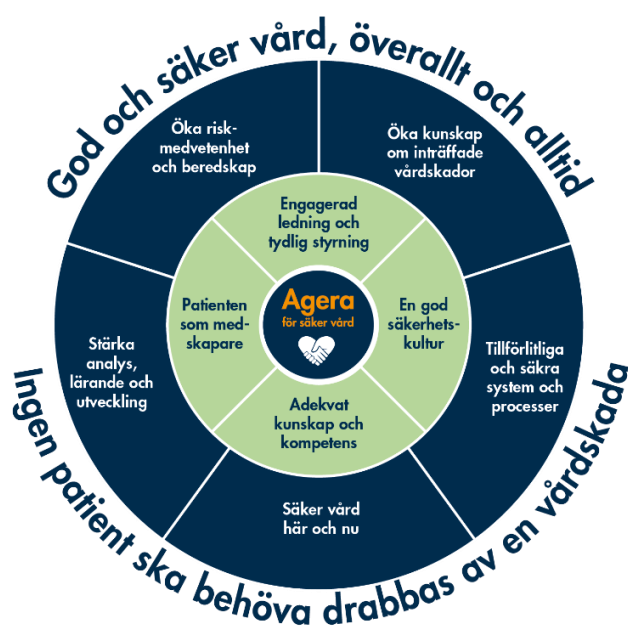 God och säker vård, överallt och alltid
Öka risk-
medvetenhet
och beredskap
Öka kunskap
om inträffade
vårdskador
Engagerad
ledning och
tydlig styrning
Patienten
som med-
skapare
Agera
för säker vård
En god
säkerhets-
kultur
Stärka
analys,
lärande och
utveckling
Tillförlitliga
och säkra
system och
processer
Adekvat
kunskap och
kompetens
Säker vård
här och nu
Ingen patient ska behöva drabbas av en vårdskada